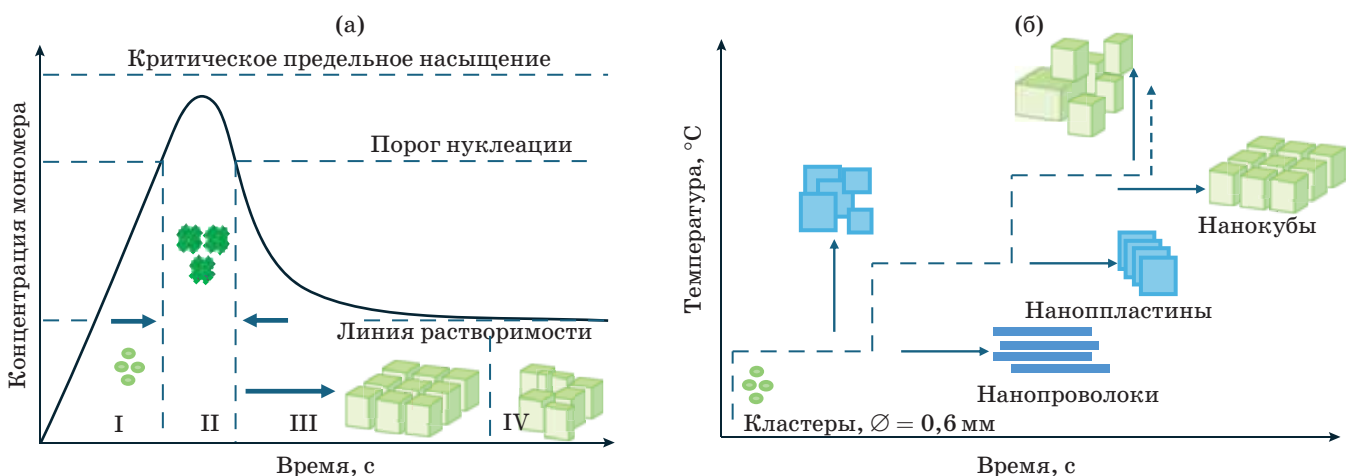 (а)
Критическое предельное насыщение
Порог нуклеации
Линия растворимости
I
II
III
IV
Концентрация мономера
Время, с
(б)
Температура, °С
Нанокубы
Наноппластины
Нанопроволоки
Кластеры, ∅ = 0,6 мм
Время, с